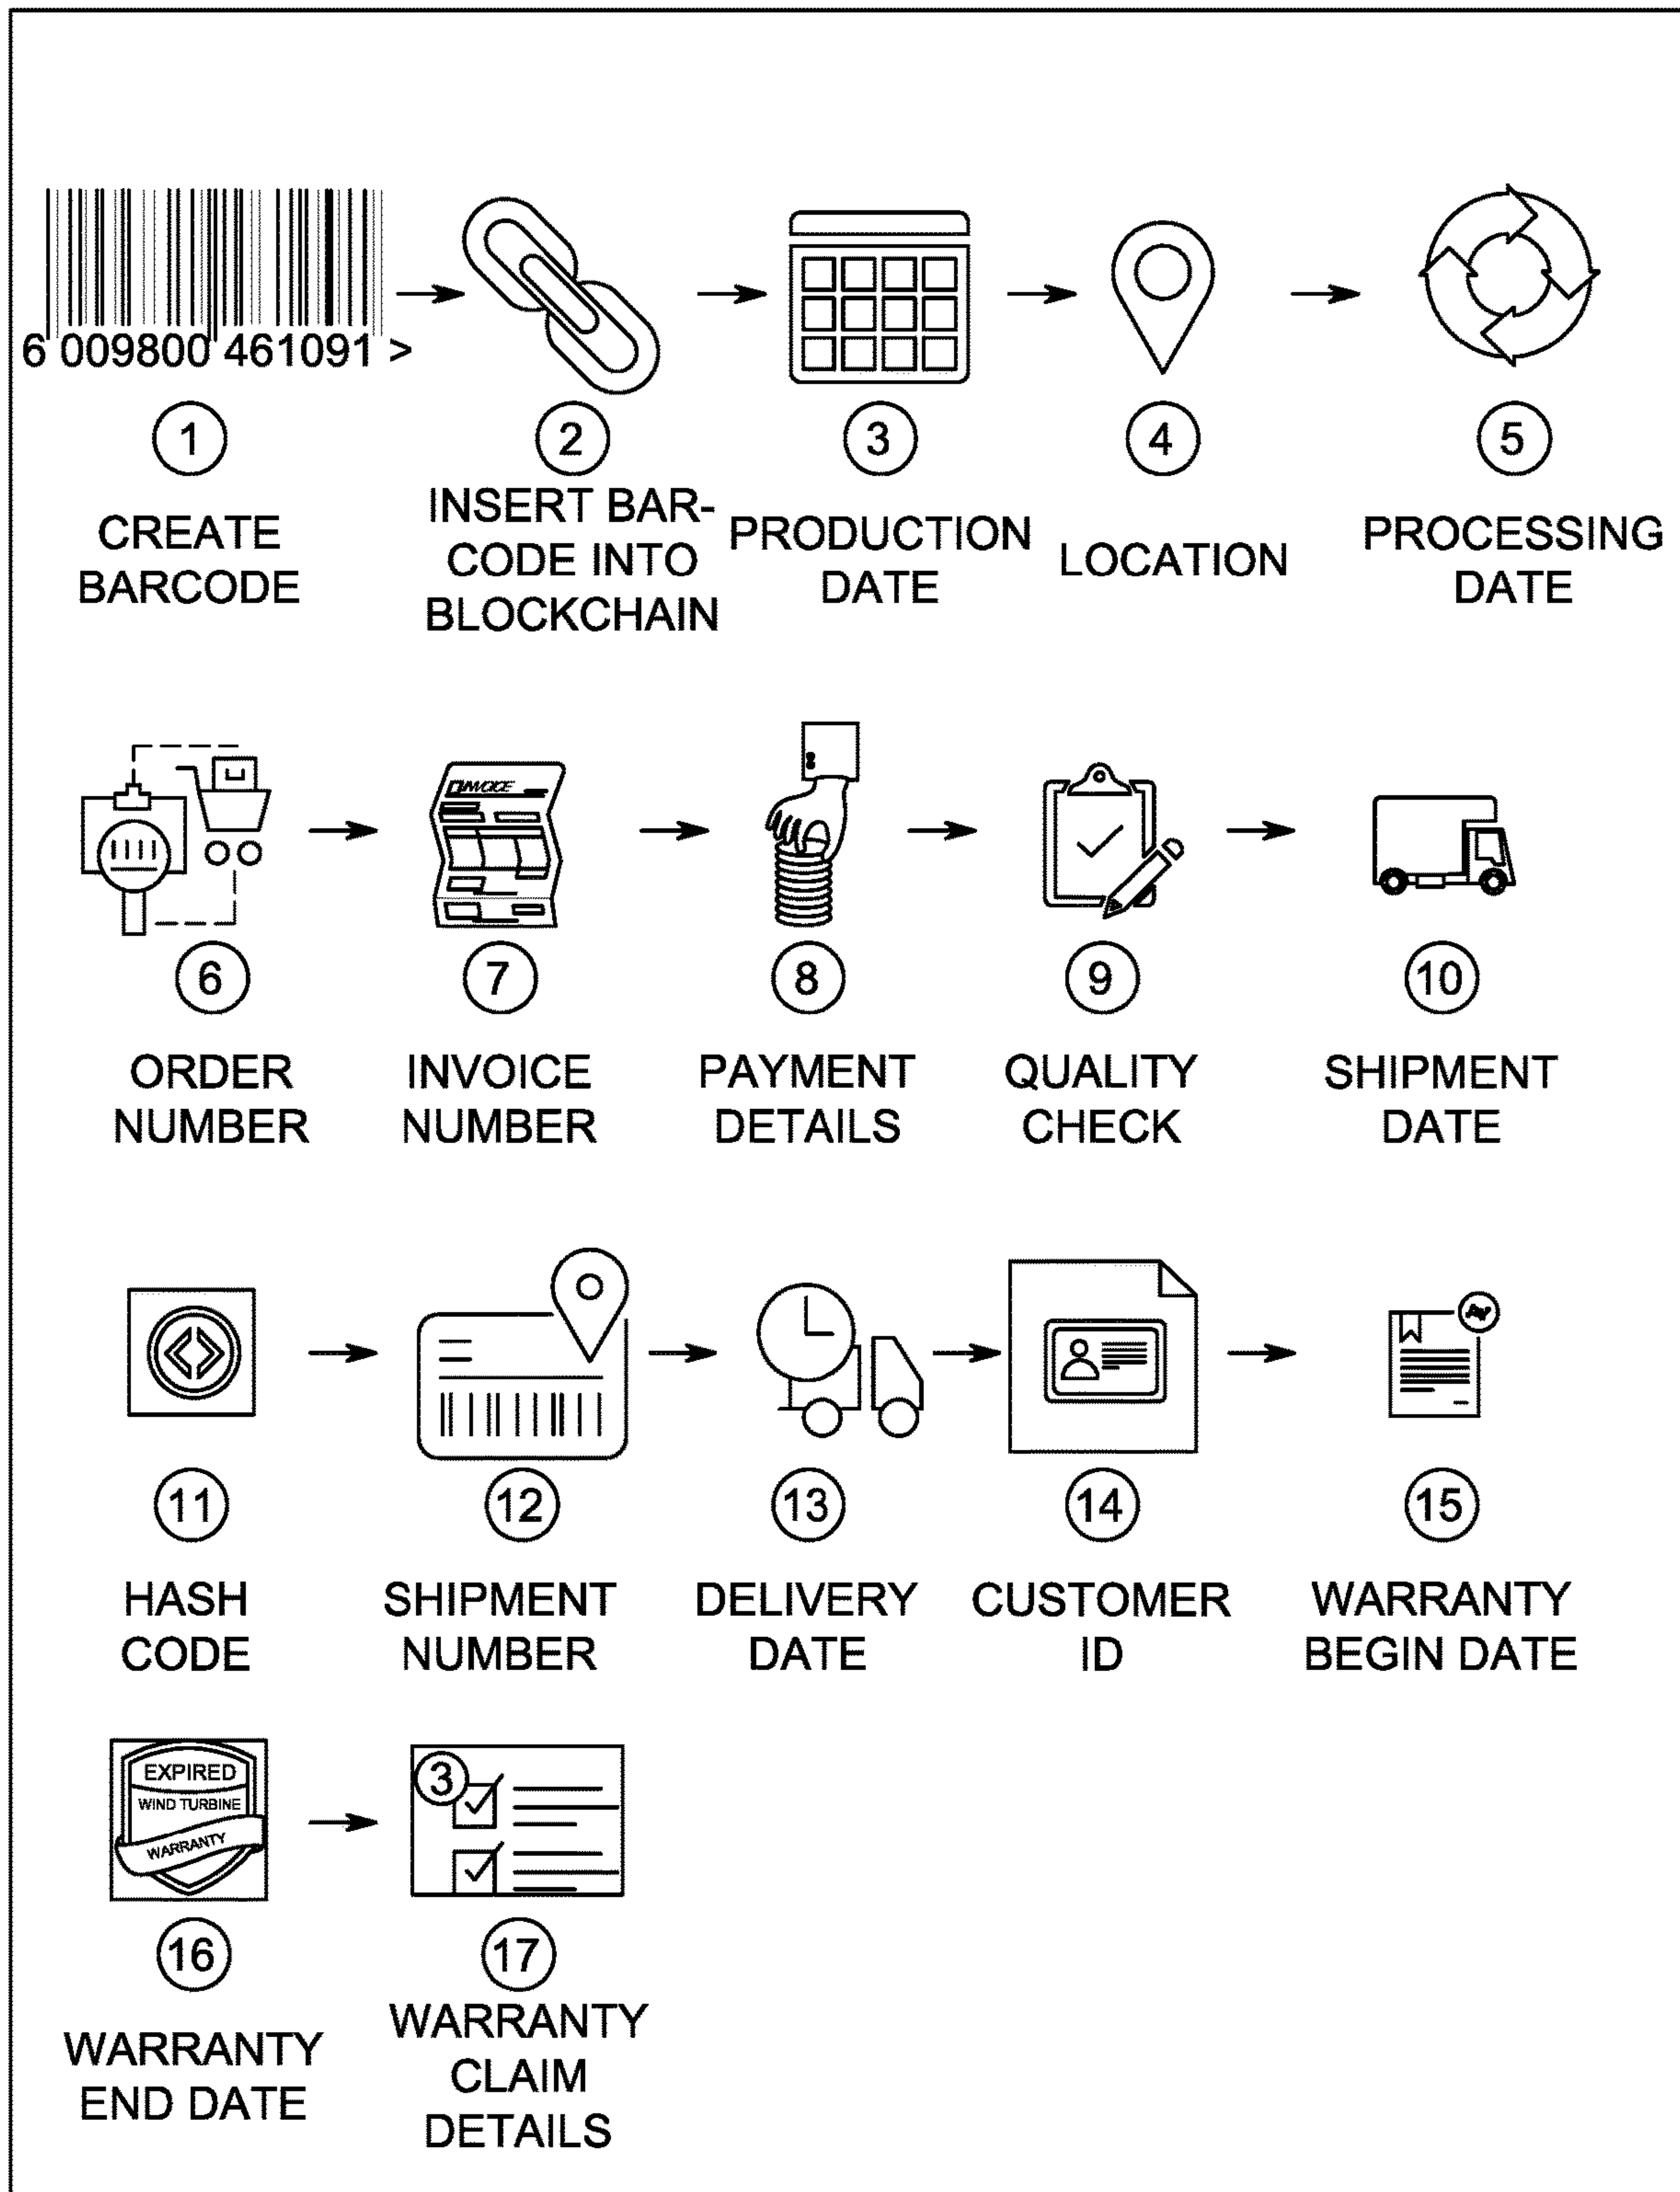 6 009800 461091 >
1
2
3
4
5
CREATE
BARCODE
INSERT BAR-
CODE INTO
BLOCKCHAIN
PRODUCTION
DATE
LOCATION
PROCESSING
DATE
INVOICE
6
7
8
9
10
ORDER
NUMBER
INVOICE
NUMBER
PAYMENT
DETAILS
QUALITY
CHECK
SHIPMENT
DATE
11
12
13
14
15
HASH
CODE
SHIPMENT
NUMBER
DELIVERY
DATE
CUSTOMER
ID
WARRANTY
BEGIN DATE
EXPIRED
WIND TURBINE
WARRANTY
3
16
17
WARRANTY
END DATE
WARRANTY
CLAIM
DETAILS